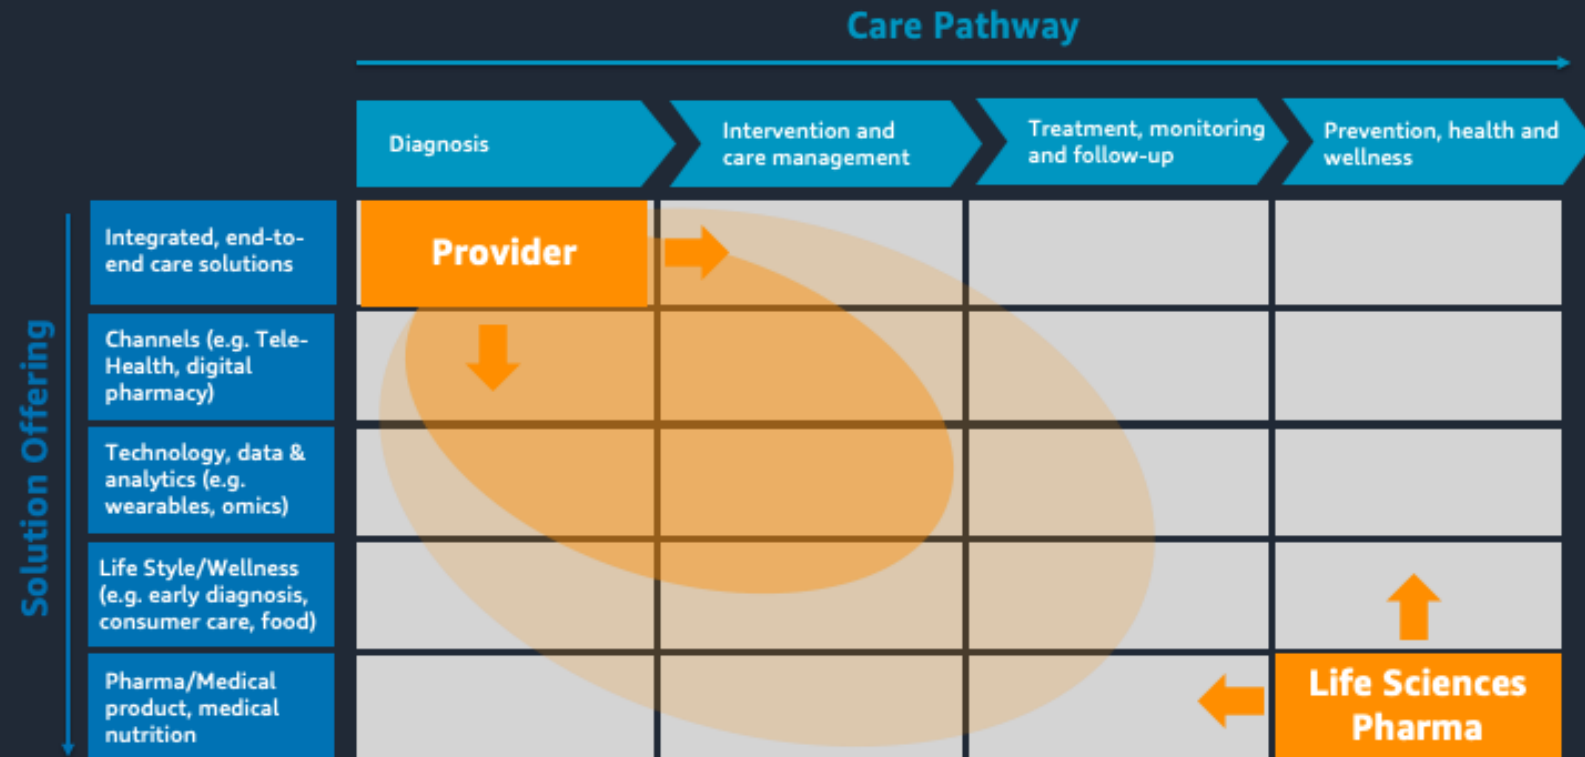 Care Pathway
Diagnosis
Intervention and
care management
Treatment, monitoring
and follow-up
Prevention, health and
wellness
Solution Offering
Integrated, end-to-
end care solutions
Provider
Channels (e.g. Tele-
Health, digital
pharmacy)
Technology, data &
analytics (e.g.
wearables, omics)
Life Style/Wellness
(e.g. early diagnosis,
consumer care, food)
Pharma/Medical
product, medical
nutrition
Life Sciences
Pharma